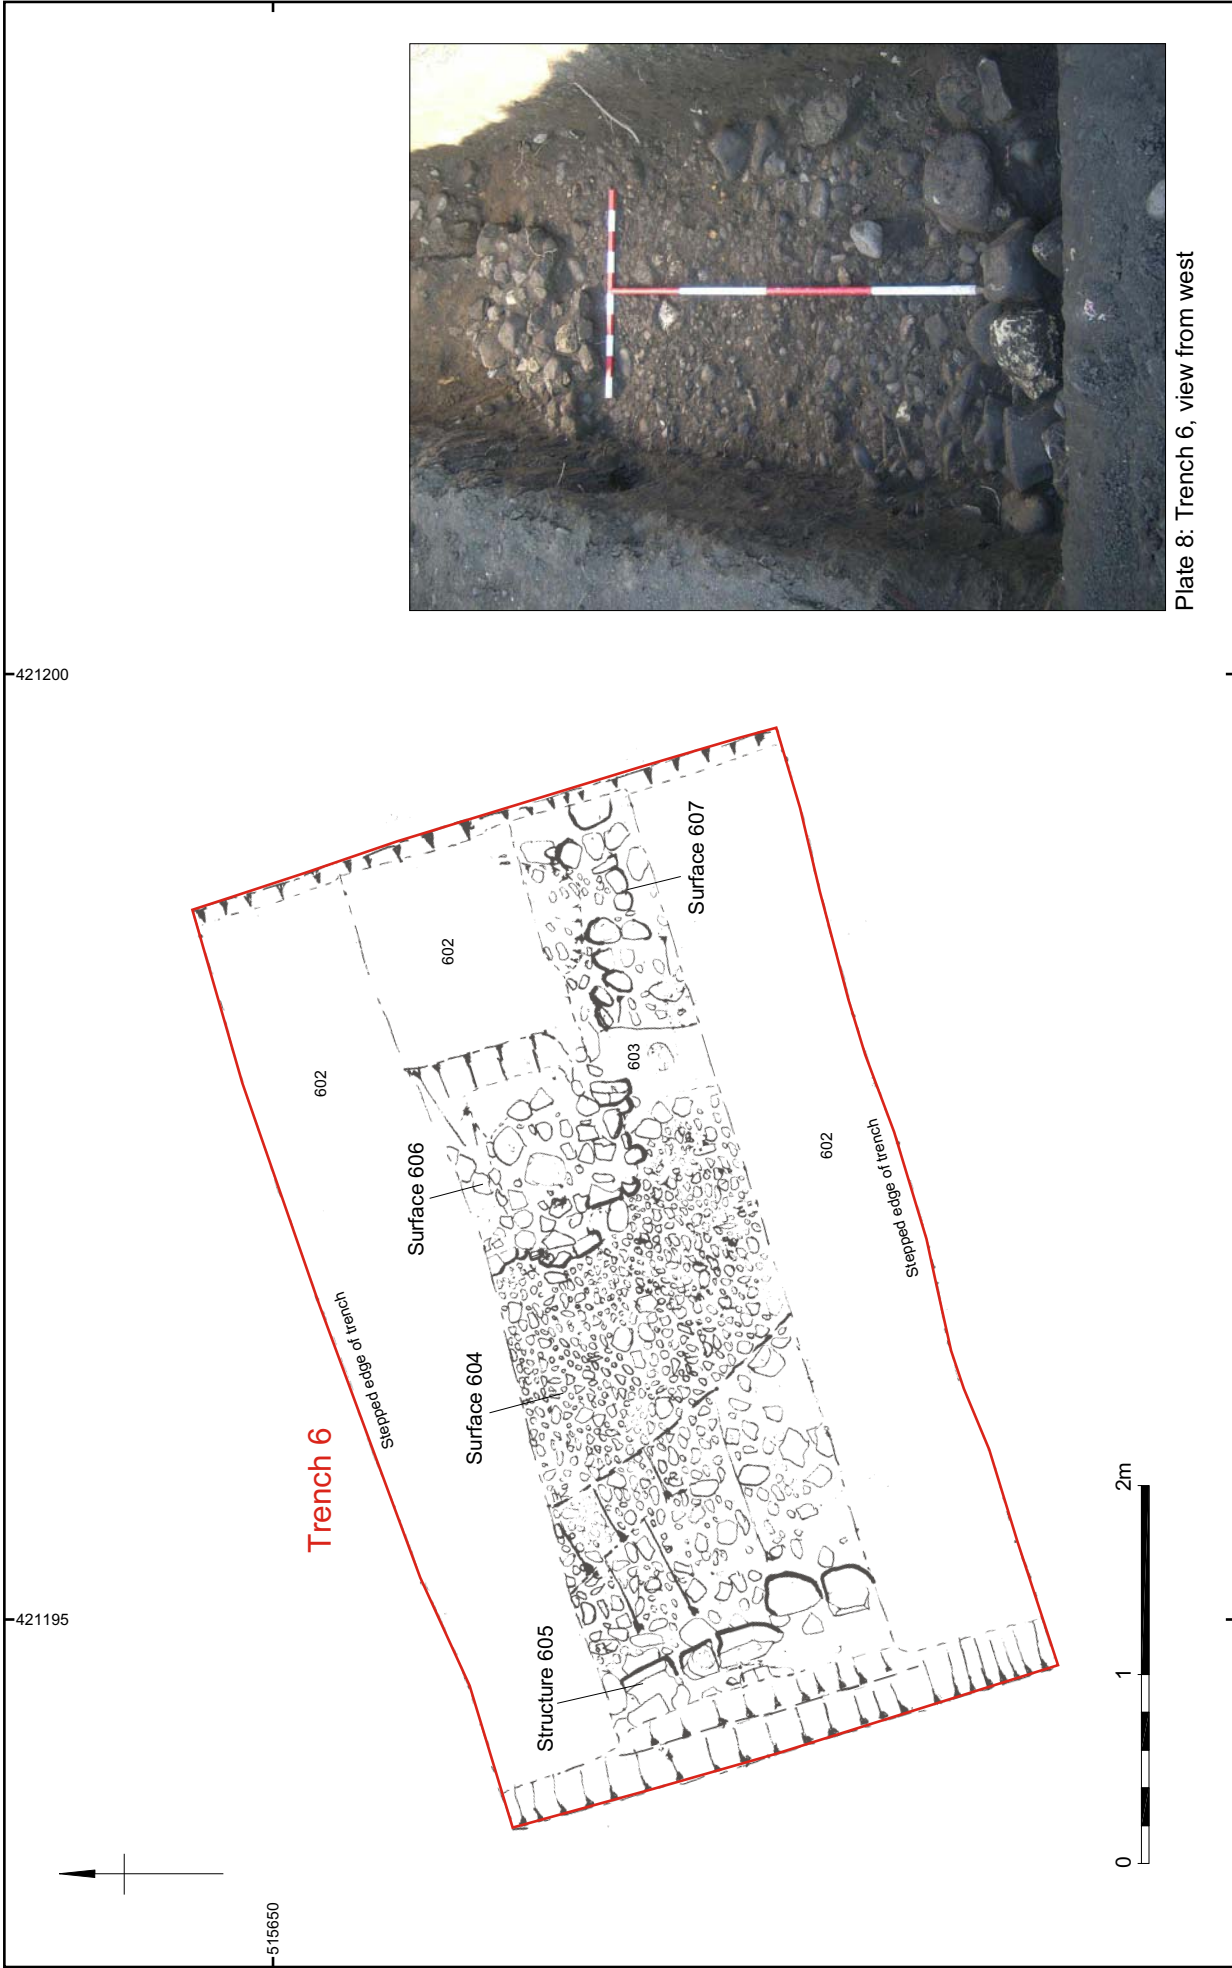 421195
421200
515650
Trench 6
Stepped edge of trench
602
602
Surface 606
Surface 604
Structure 605
603
Surface 607
602
Stepped edge of trench
0 1 2m
Plate 8: Trench 6, view from west